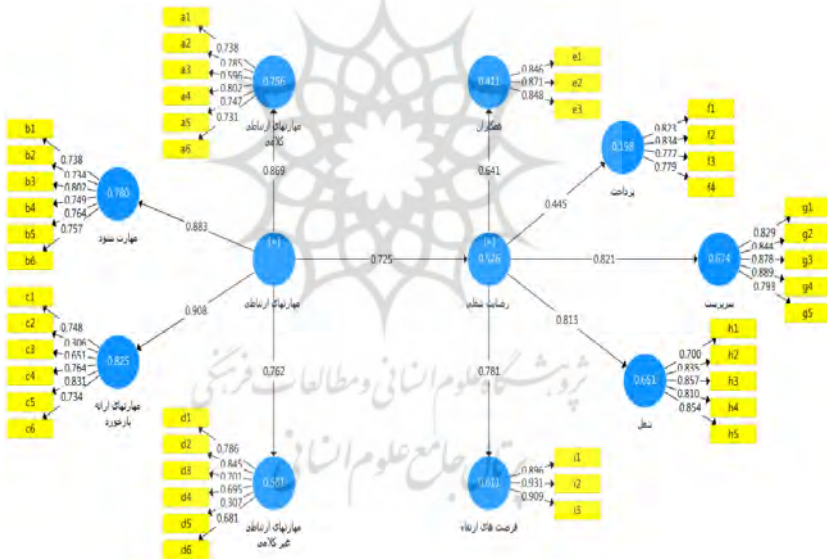 a1
a2
a3
a4
a5
a6
0.738
0.785
0.596
0.802
0.747
0.731
0.756
مهارتهای ارتباطی
کلامی
b1
b2
b3
b4
b5
b6
0.738
0.734
0.802
0.749
0.764
0.757
0.780
مهارت شنود
c1
c2
c3
c4
c5
c6
0.748
0.306
0.651
0.764
0.831
0.734
0.825
مهارتهای ارائه
بازخورد
d1
d2
d3
d4
d5
d6
0.786
0.845
0.701
0.695
0.307
0.681
0.581
مهارتهای ارتباطی
غیر کلامی
0.869
0.883
0.908
0.762
[+]
مهارتهای ارتباطی
0.725
[+]
0.526
رضایت شغلی
0.641
0.445
0.821
0.813
0.781
e1
e2
e3
0.846
0.871
0.848
0.411
همکاران
f1
f2
f3
f4
0.823
0.834
0.777
0.779
0.198
پرداخت
g1
g2
g3
g4
g5
0.829
0.844
0.878
0.889
0.793
0.674
سرپرست
h1
h2
h3
h4
h5
0.700
0.835
0.857
0.810
0.854
0.661
شغل
i1
i2
i3
0.896
0.931
0.909
0.611
فرصت های ارتقاء
پژوهشگاه علوم انسانی و مطالعات فرهنگی
پرتال جامع علوم انسانی